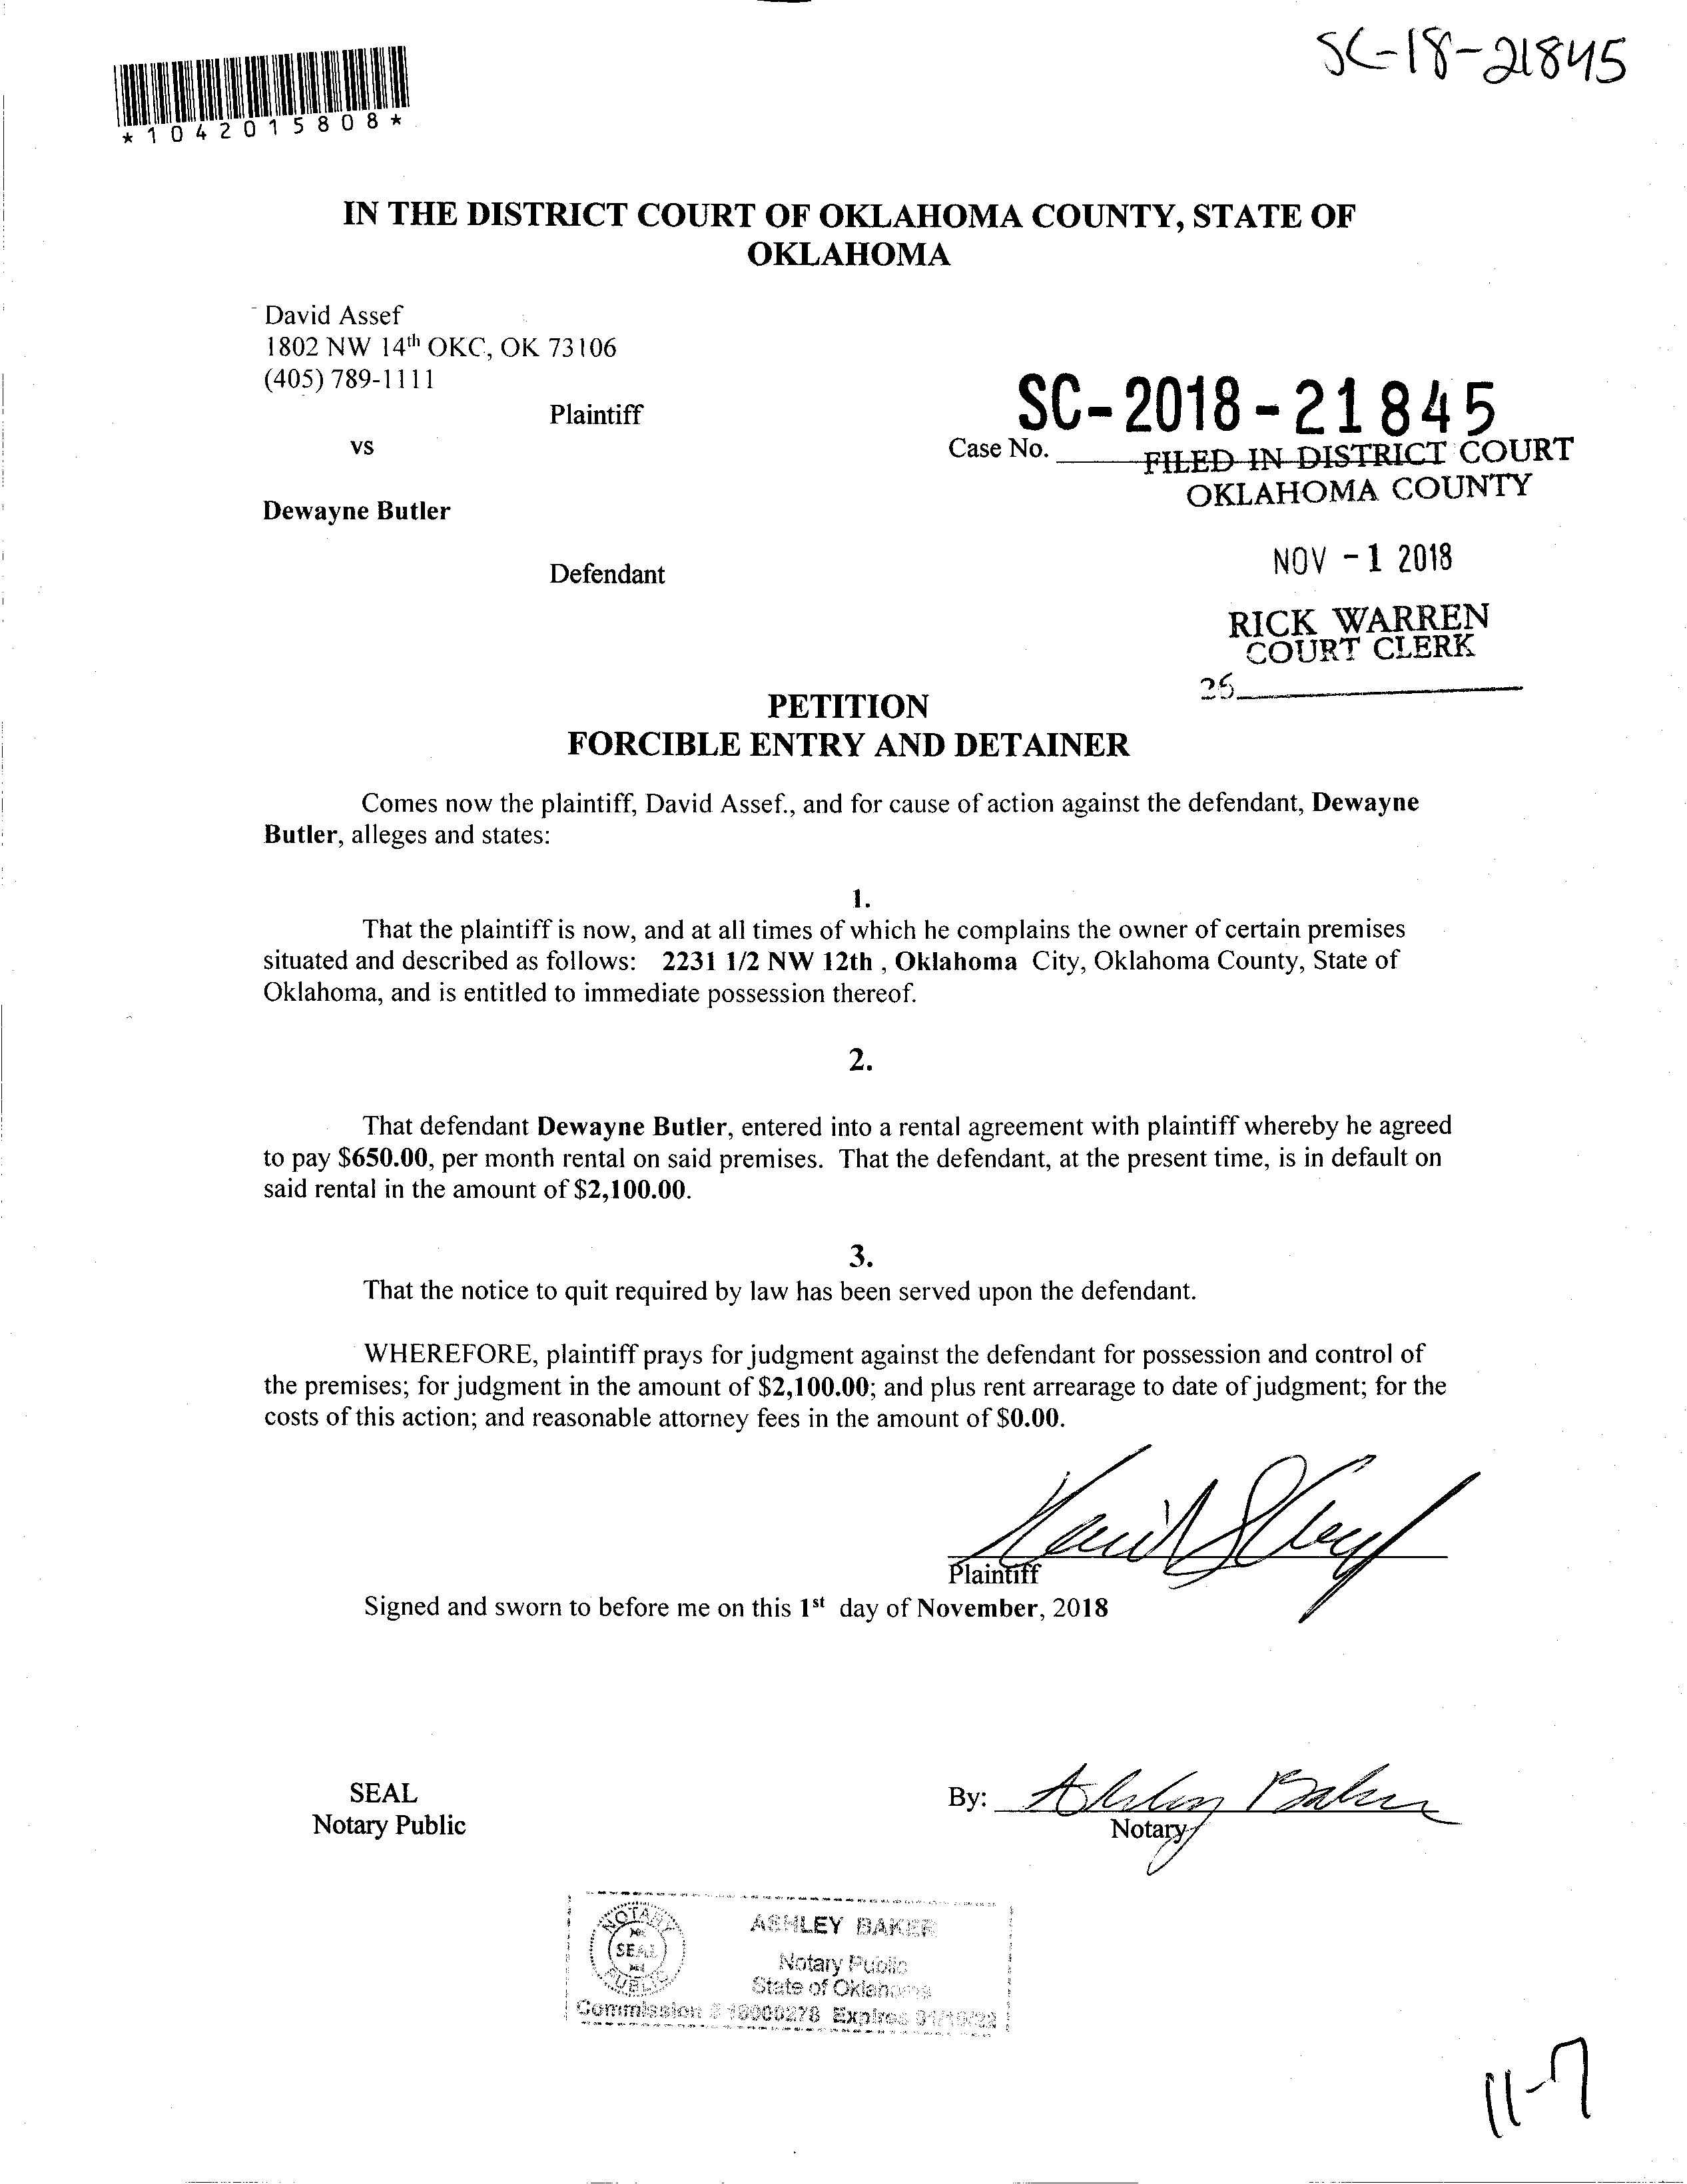 SC-18-21845
*1042015808*
IN THE DISTRICT COURT OF OKLAHOMA COUNTY, STATE OF
OKLAHOMA
David Assef
1802 NW 14th OKC, OK 73106
(405) 789-1111
Plaintiff
SC-2018-21845
vs
Case No.
FILED IN DISTRICT COURT
OKLAHOMA COUNTY
Dewayne Butler
NOV -1 2018
Defendant
RICK WARREN
COURT CLERK
26
PETITION
FORCIBLE ENTRY AND DETAINER
Comes now the plaintiff, David Assef., and for cause of action against the defendant, Dewayne
Butler, alleges and states:
1.
That the plaintiff is now, and at all times of which he complains the owner of certain premises
situated and described as follows: 2231 1/2 NW 12th , Oklahoma City, Oklahoma County, State of
Oklahoma, and is entitled to immediate possession thereof.
2.
That defendant Dewayne Butler, entered into a rental agreement with plaintiff whereby he agreed
to pay $650.00, per month rental on said premises. That the defendant, at the present time, is in default on
said rental in the amount of $2,100.00.
3.
That the notice to quit required by law has been served upon the defendant.
WHEREFORE, plaintiff prays for judgment against the defendant for possession and control of
the premises; for judgment in the amount of $2,100.00; and plus rent arrearage to date of judgment; for the
costs of this action; and reasonable attorney fees in the amount of $0.00.
Plaintiff
Signed and sworn to before me on this 1st day of November, 2018
SEAL
Notary Public
By: Ashley Baker
Notary
NOTARY
SEAL
PUBLIC
ASHLEY BAKER
Notary Public
State of Oklahoma
Commission # 18000278 Expires 01/10/22
11-7